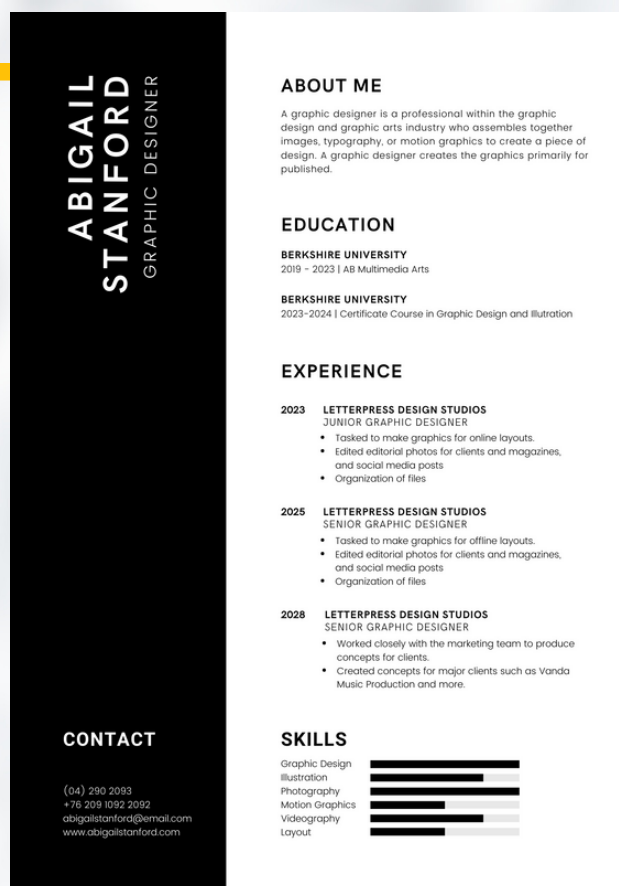 ABIGAIL
STANFORD
GRAPHIC DESIGNER
ABOUT ME
A graphic designer is a professional within the graphic
design and graphic arts industry who assembles together
images, typography, or motion graphics to create a piece of
design. A graphic designer creates the graphics primarily for
published.
EDUCATION
BERKSHIRE UNIVERSITY
2019 - 2023 | AB Multimedia Arts
BERKSHIRE UNIVERSITY
2023-2024 | Certificate Course in Graphic Design and Illutration
EXPERIENCE
2023 LETTERPRESS DESIGN STUDIOS
JUNIOR GRAPHIC DESIGNER
• Tasked to make graphics for online layouts.
• Edited editorial photos for clients and magazines,
and social media posts
• Organization of files
2025 LETTERPRESS DESIGN STUDIOS
SENIOR GRAPHIC DESIGNER
• Tasked to make graphics for offline layouts.
• Edited editorial photos for clients and magazines,
and social media posts
• Organization of files
2028 LETTERPRESS DESIGN STUDIOS
SENIOR GRAPHIC DESIGNER
• Worked closely with the marketing team to produce
concepts for clients.
• Created concepts for major clients such as Vanda
Music Production and more.
CONTACT
(04) 290 2093
+76 209 1092 2092
abigailstanford@email.com
www.abigailstanford.com
SKILLS
Graphic Design
Illustration
Photography
Motion Graphics
Videography
Layout